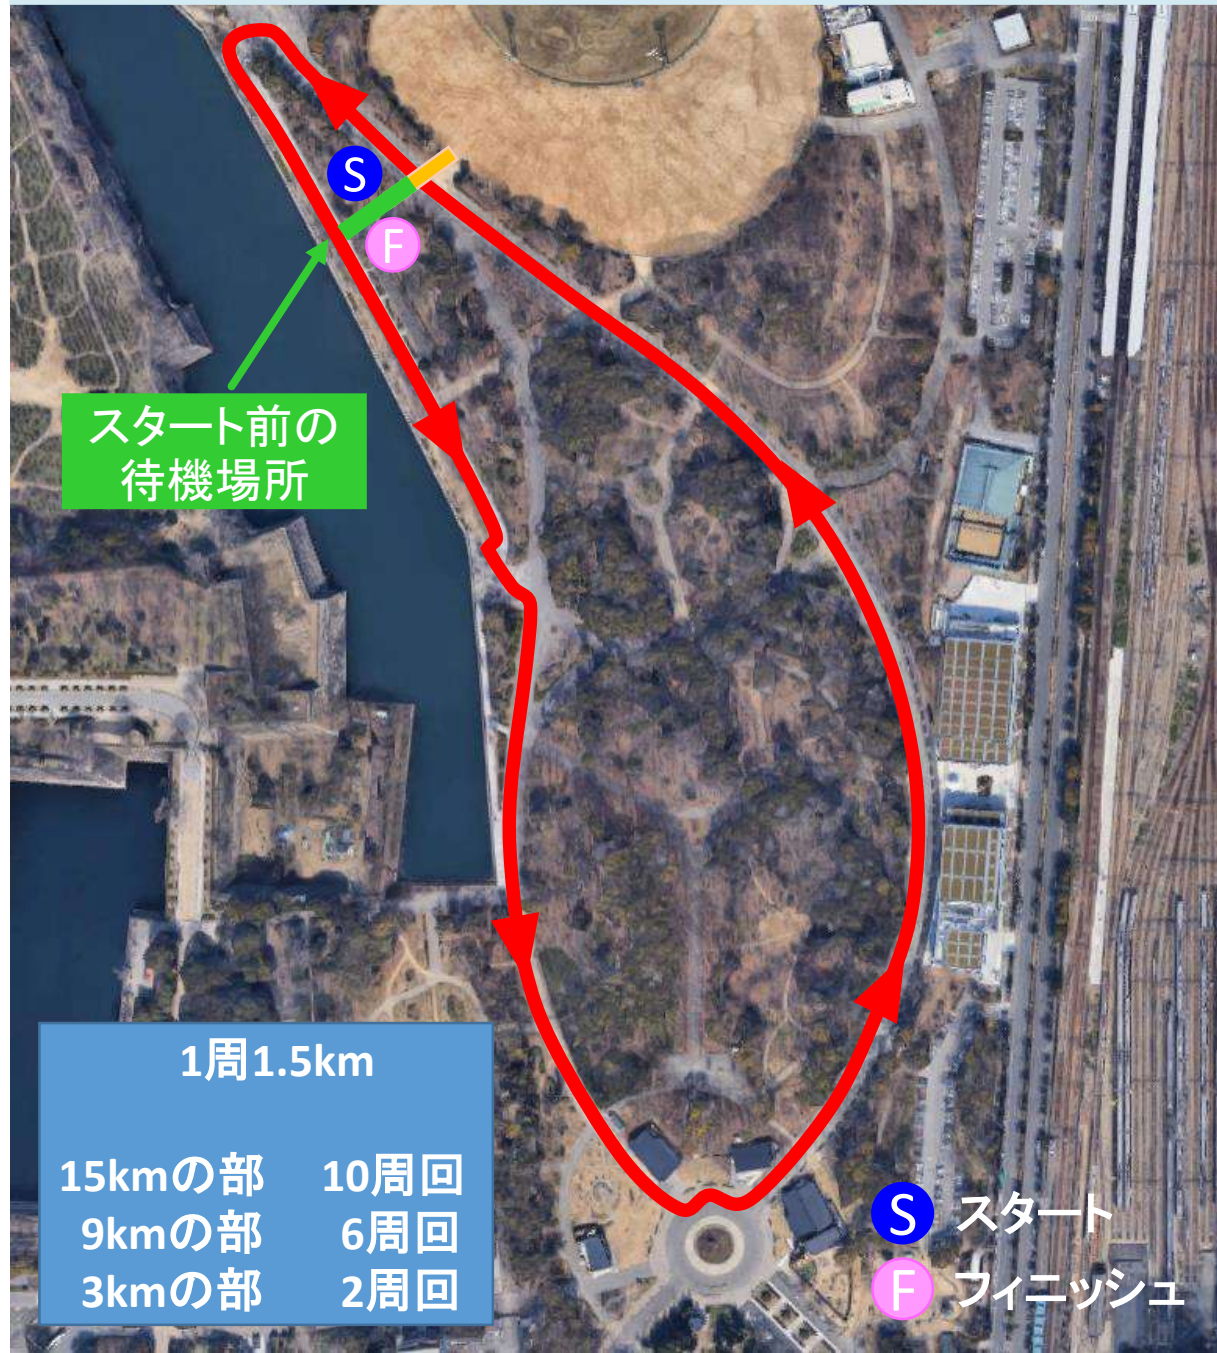 S
F
スタート前の
待機場所
1周1.5km
15kmの部 10周回
9kmの部 6周回
3kmの部 2周回
S スタート
F フィニッシュ